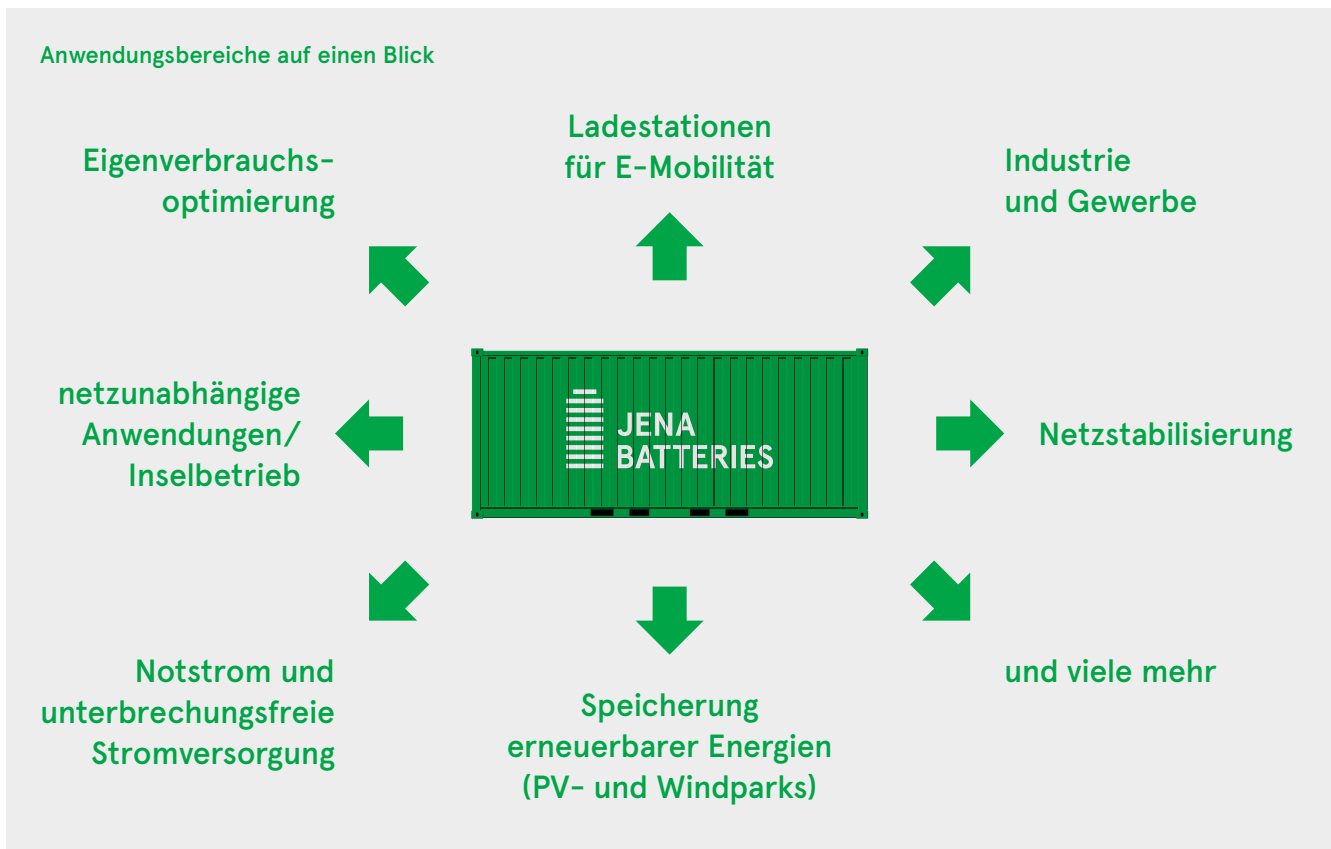 Anwendungsbereiche auf einen Blick
Ladestationen
für E-Mobilität
Eigenverbrauchs-
optimierung
Industrie
und Gewerbe
netzunabhängige
Anwendungen/
Inselbetrieb
JENA
BATTERIES
Netzstabilisierung
Notstrom und
unterbrechungsfreie
Stromversorgung
Speicherung
erneuerbarer Energien
(PV- und Windparks)
und viele mehr